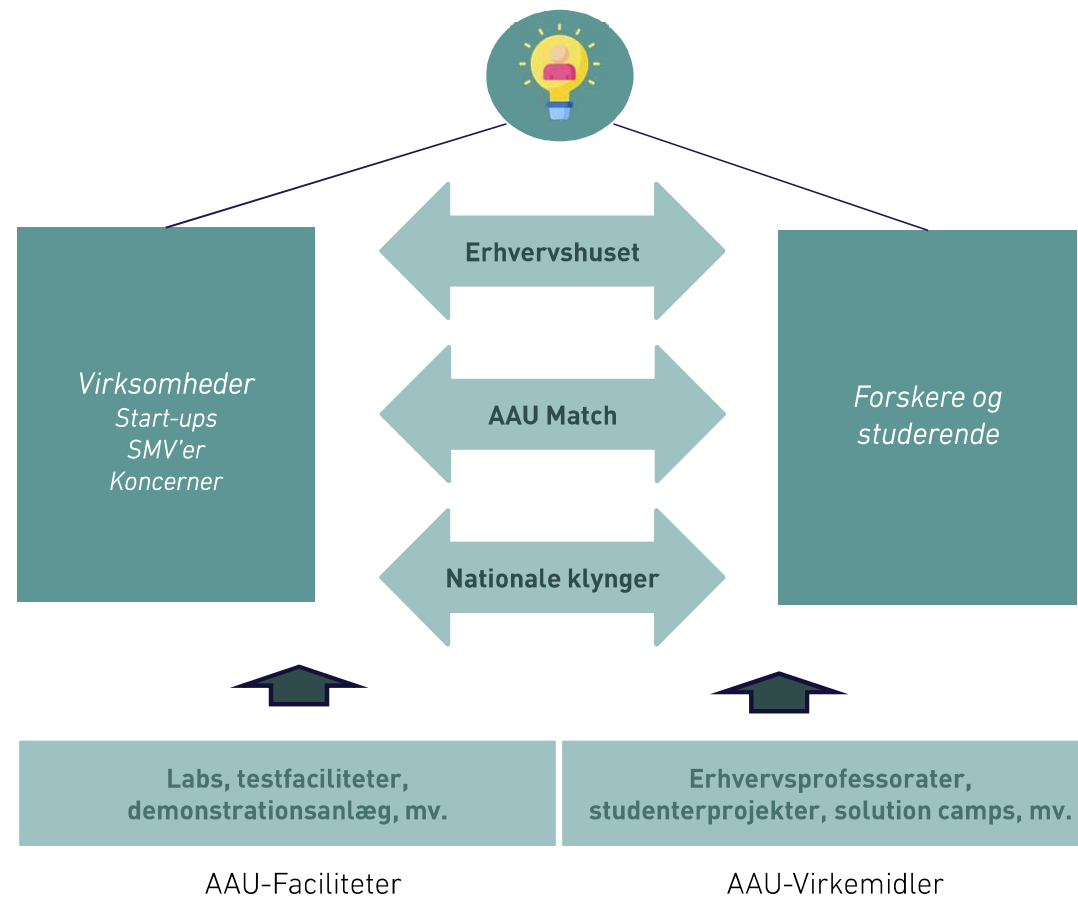 Erhvervshuset
Virksomheder
Start-ups
SMV'er
Koncerner
AAU Match
Forskere og
studerende
Nationale klynger
Labs, testfaciliteter,
demonstrationsanlæg, mv.
Erhvervsprofessorater,
studenterprojekter, solution camps, mv.
AAU-Faciliteter
AAU-Virkemidler